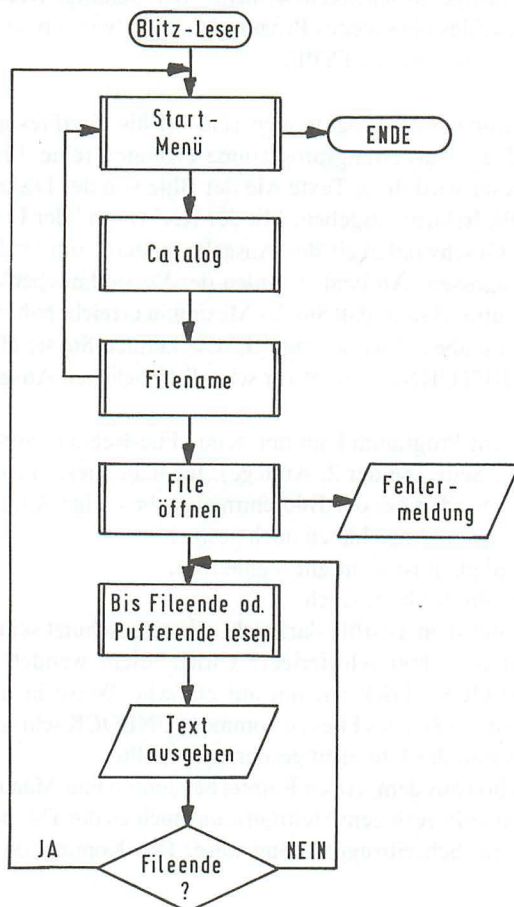 Blitz-Leser
Start-
Menü
ENDE
Catalog
Filename
File
öffnen
Fehler-
meldung
Bis Fileende od.
Pufferende lesen
Text
ausgeben
JA
Fileende
?
NEIN